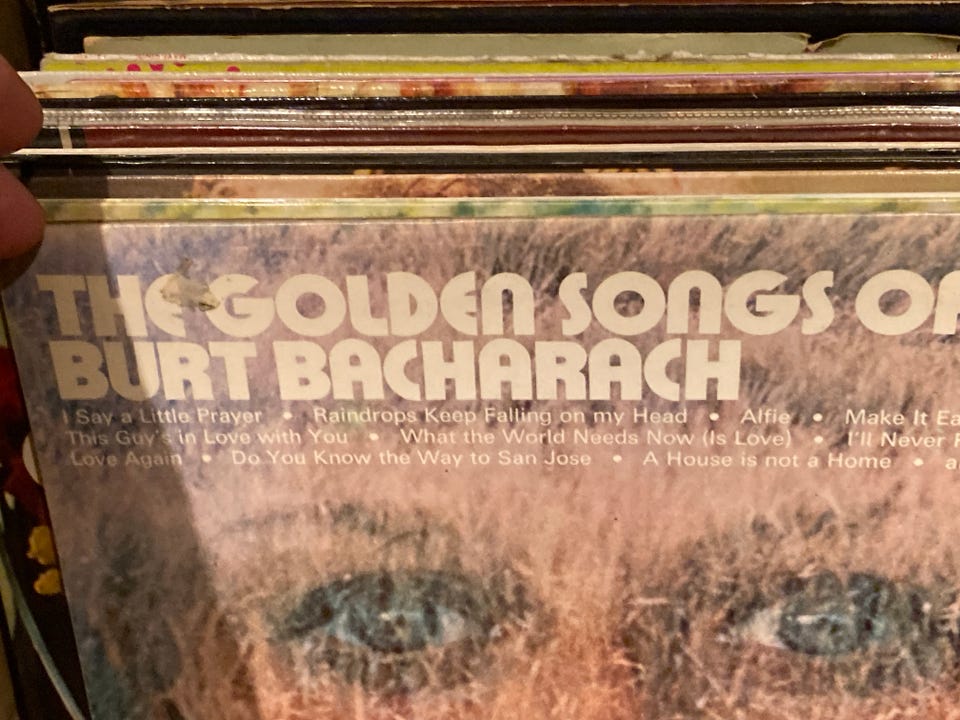 THE GOLDEN SONGS OF
BURT BACHARACH
I Say a Little Prayer • Raindrops Keep Falling on my Head • Alfie • Make It Ea
This Guy's in Love with You • What the World Needs Now (Is Love) • I'll Never F
Love Again • Do You Know the Way to San Jose • A House is not a Home • a